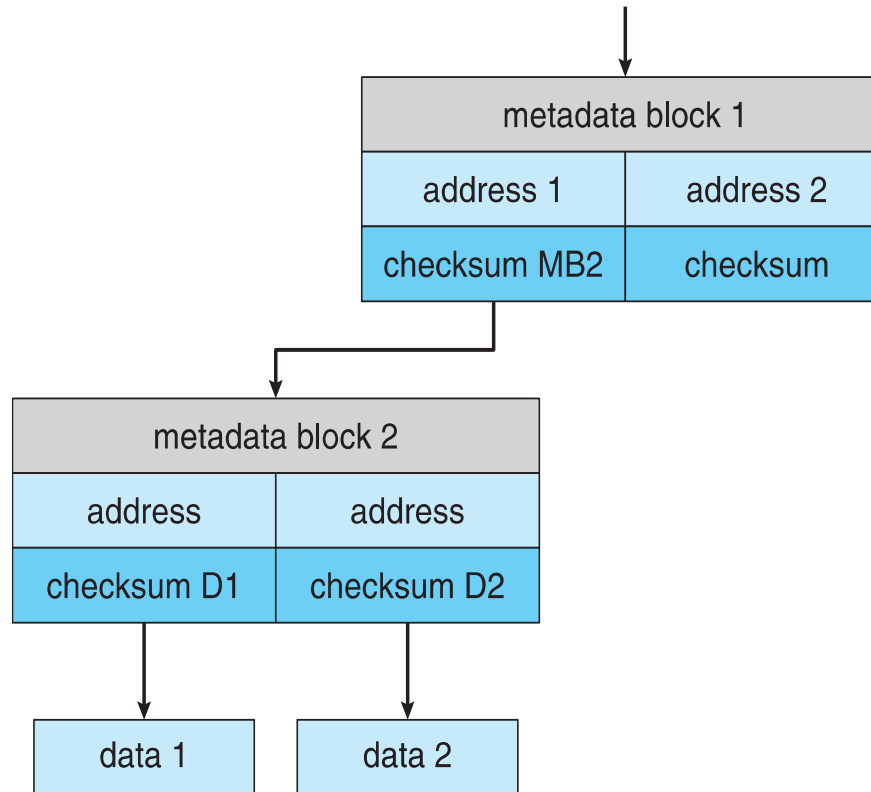 metadata block 1
address 1
address 2
checksum MB2
checksum
metadata block 2
address
address
checksum D1
checksum D2
data 1
data 2